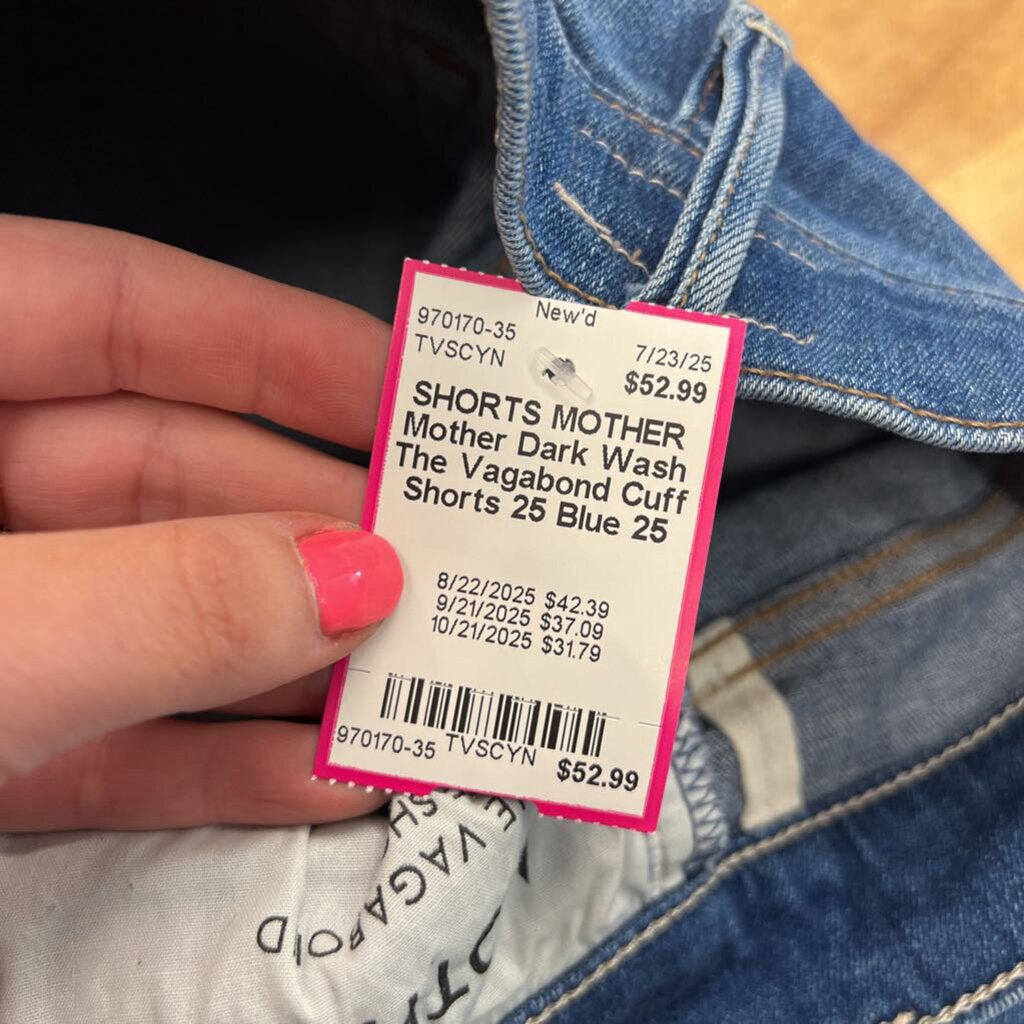 New'd
970170-35
TVSCYN
7/23/25
$52.99
SHORTS MOTHER
Mother Dark Wash
The Vagabond Cuff
Shorts 25 Blue 25
8/22/2025 $42.39
9/21/2025 $37.09
10/21/2025 $31.79
970170-35 TVSCYN
$52.99
VAGABOND